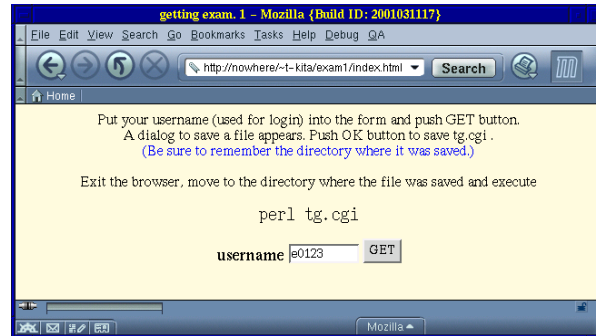 getting exam. 1 - Mozilla {Build ID: 2001031117}
File Edit View Search Go Bookmarks Tasks Help Debug QA
http://nowhere/~t-kita/exam1/index.html Search
Home
Put your username (used for login) into the form and push GET button.
A dialog to save a file appears. Push OK button to save tg.cgi .
(Be sure to remember the directory where it was saved.)
Exit the browser, move to the directory where the file was saved and execute
perl tg.cgi
username e0123 GET
Mozilla